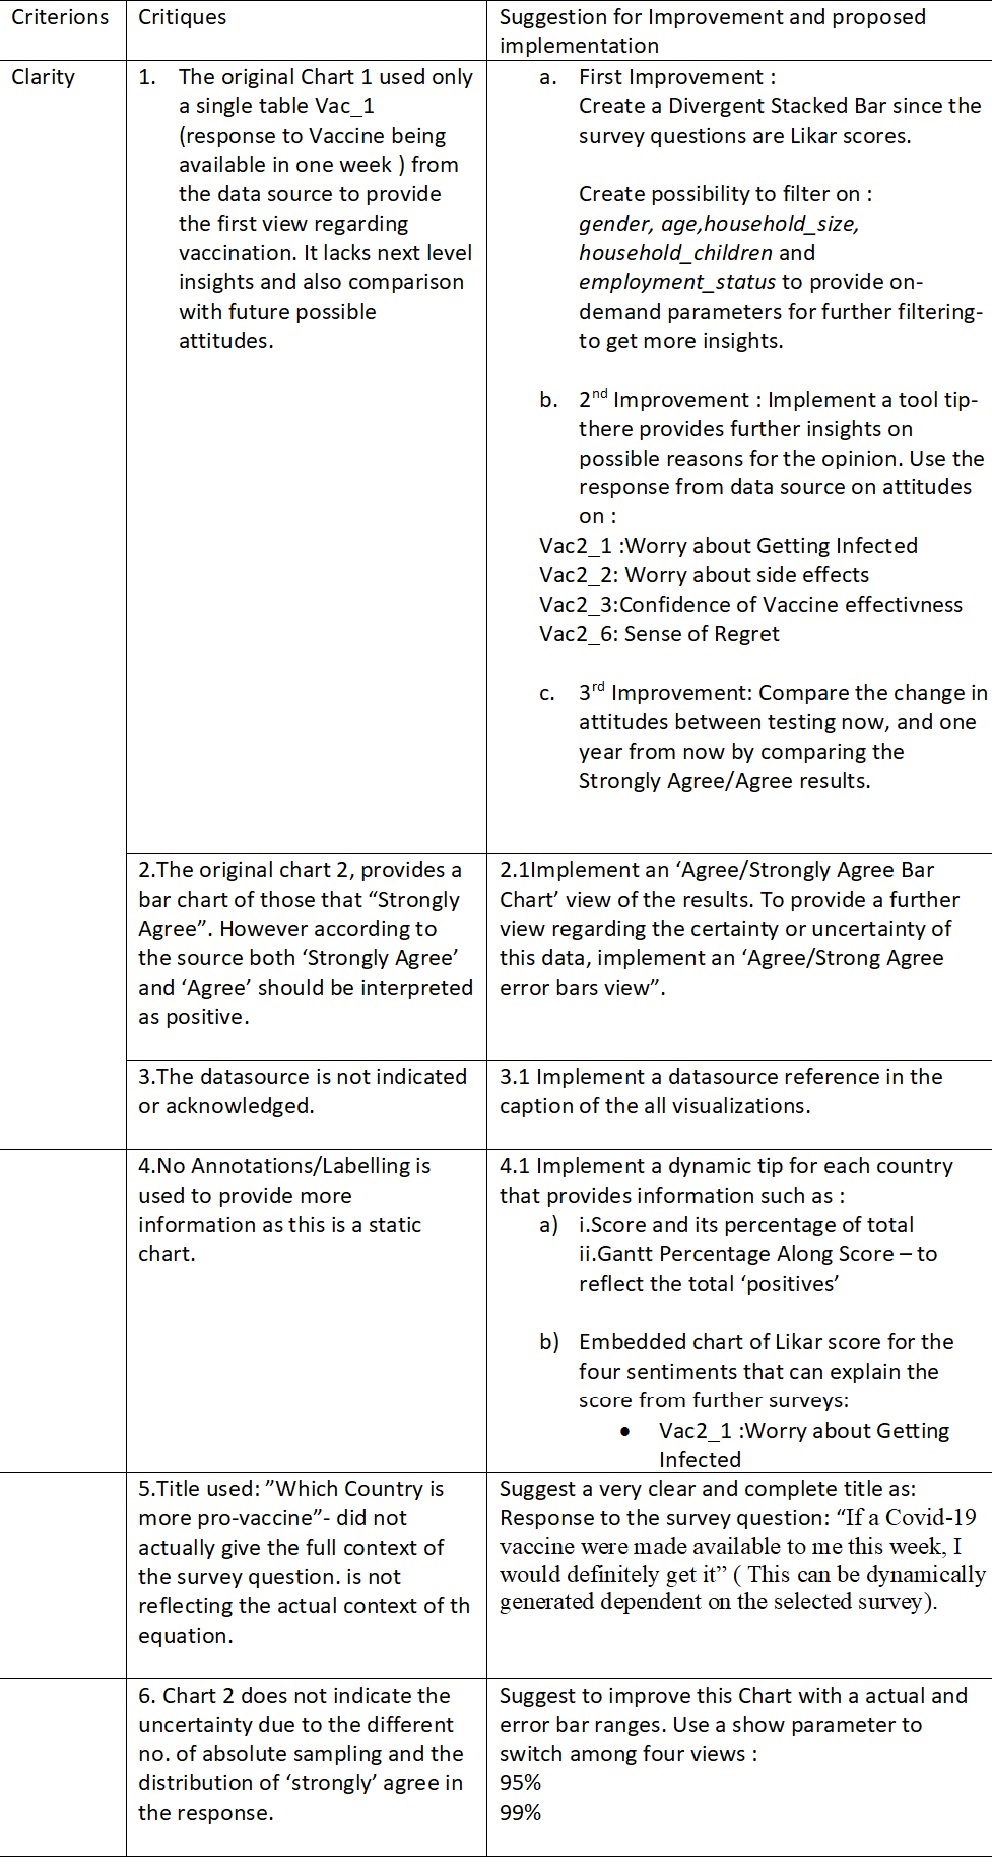 Criterions
Critiques
Suggestion for Improvement and proposed
implementation
Clarity
1. The original Chart 1 used only
a single table Vac_1
(response to Vaccine being
available in one week ) from
the data source to provide
the first view regarding
vaccination. It lacks next level
insights and also comparison
with future possible
attitudes.
a. First Improvement :
Create a Divergent Stacked Bar since the
survey questions are Likar scores.
Create possibility to filter on :
gender, age,household_size,
household_children and
employment_status to provide on-
demand parameters for further filtering-
to get more insights.
b. 2nd Improvement : Implement a tool tip-
there provides further insights on
possible reasons for the opinion. Use the
response from data source on attitudes
on :
Vac2_1 :Worry about Getting Infected
Vac2_2: Worry about side effects
Vac2_3:Confidence of Vaccine effectivness
Vac2_6: Sense of Regret
c. 3rd Improvement: Compare the change in
attitudes between testing now, and one
year from now by comparing the
Strongly Agree/Agree results.
2.The original chart 2, provides a
bar chart of those that “Strongly
Agree”. However according to
the source both ‘Strongly Agree’
and ‘Agree’ should be interpreted
as positive.
2.1Implement an ‘Agree/Strongly Agree Bar
Chart’ view of the results. To provide a further
view regarding the certainty or uncertainty of
this data, implement an ‘Agree/Strong Agree
error bars view”.
3.The datasource is not indicated
or acknowledged.
3.1 Implement a datasource reference in the
caption of the all visualizations.
4.No Annotations/Labelling is
used to provide more
information as this is a static
chart.
4.1 Implement a dynamic tip for each country
that provides information such as :
a) i.Score and its percentage of total
ii.Gantt Percentage Along Score – to
reflect the total ‘positives’
b) Embedded chart of Likar score for the
four sentiments that can explain the
score from further surveys:
• Vac2_1 :Worry about Getting
Infected
5.Title used: ”Which Country is
more pro-vaccine”- did not
actually give the full context of
the survey question. is not
reflecting the actual context of th
equation.
Suggest a very clear and complete title as:
Response to the survey question: “If a Covid-19
vaccine were made available to me this week, I
would definitely get it” ( This can be dynamically
generated dependent on the selected survey).
6. Chart 2 does not indicate the
uncertainty due to the different
no. of absolute sampling and the
distribution of ‘strongly’ agree in
the response.
Suggest to improve this Chart with a actual and
error bar ranges. Use a show parameter to
switch among four views :
95%
99%